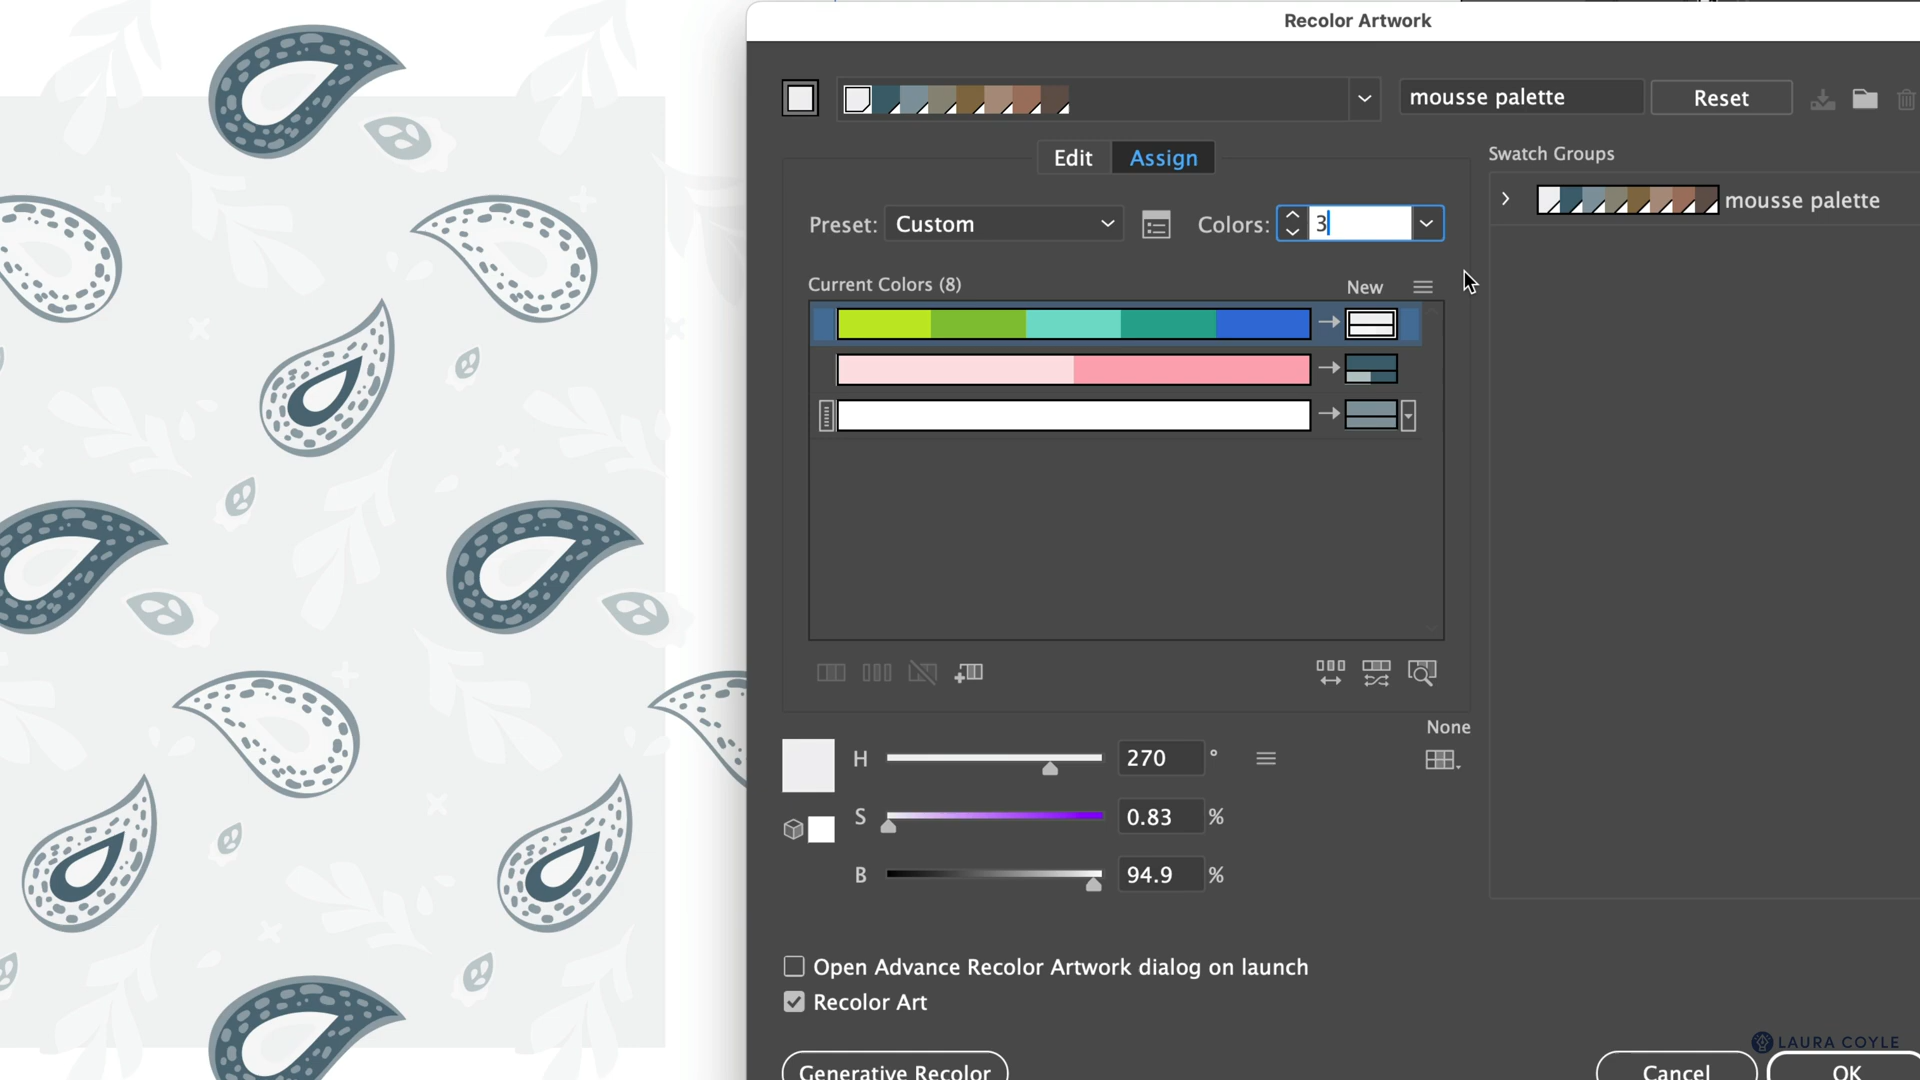 Recolor Artwork
mousse palette
Reset
Edit
Assign
Swatch Groups
mousse palette
Preset:
Custom
Colors:
3
Current Colors (8)
New
None
H
270
°
S
0.83
%
B
94.9
%
Open Advance Recolor Artwork dialog on launch
Recolor Art
LAURA COYLE
Generative Recolor
Cancel
OK